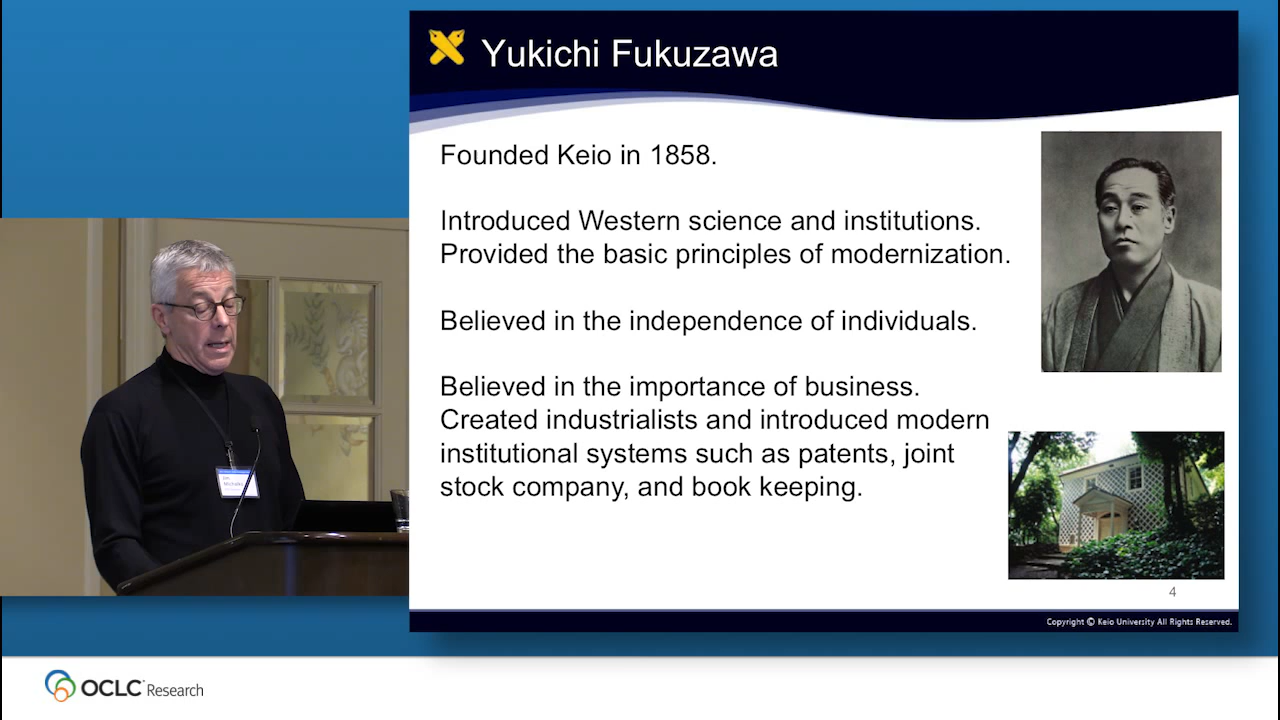 Yukichi Fukuzawa
Founded Keio in 1858.
Introduced Western science and institutions.
Provided the basic principles of modernization.
Believed in the independence of individuals.
Believed in the importance of business.
Created industrialists and introduced modern
institutional systems such as patents, joint
stock company, and book keeping.
4
Copyright © Keio University All Rights Reserved.
OCLC Research